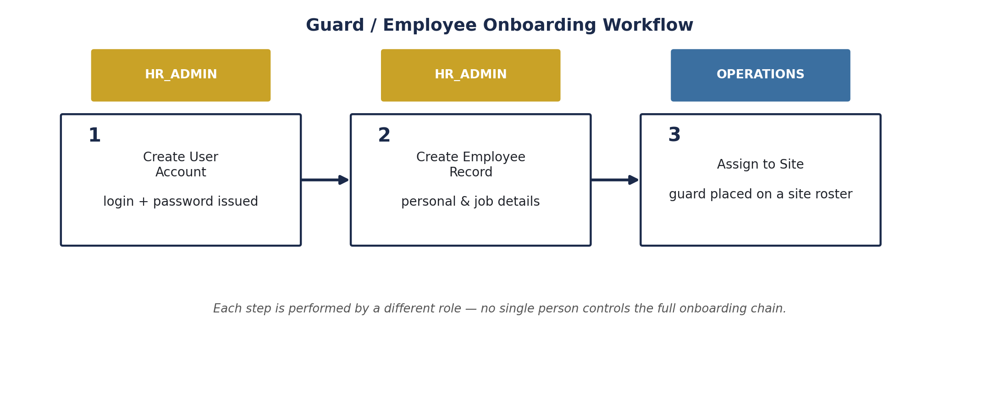 Guard / Employee Onboarding Workflow
HR_ADMIN
HR_ADMIN
OPERATIONS
1
Create User
Account
login + password issued
2
Create Employee
Record
personal & job details
3
Assign to Site
guard placed on a site roster
Each step is performed by a different role — no single person controls the full onboarding chain.